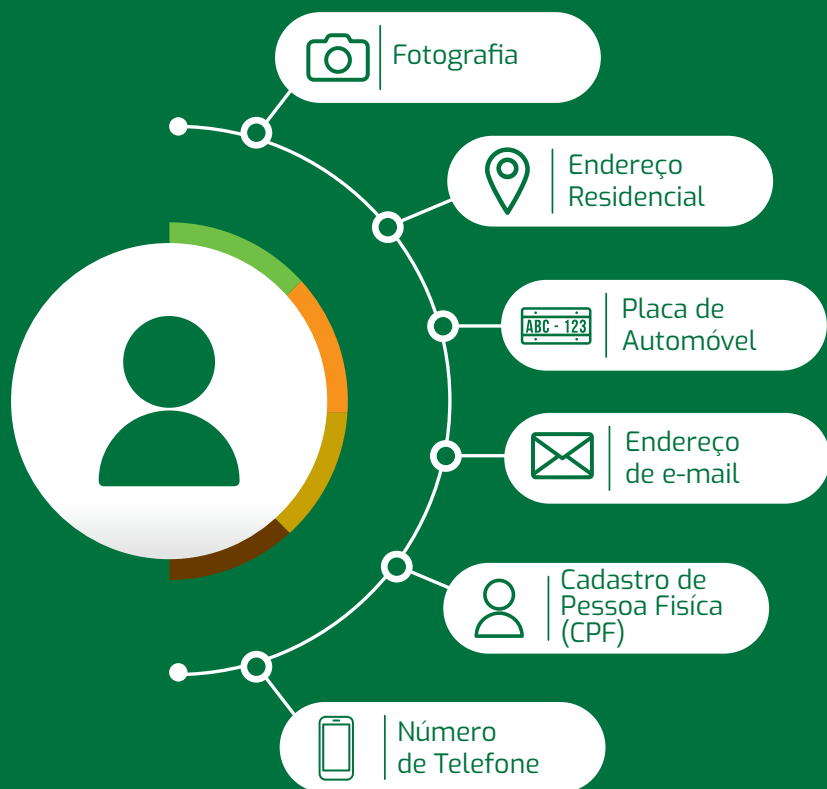 Fotografia
Endereço
Residencial
ABC - 123
Placa de
Automóvel
Endereço
de e-mail
Cadastro de
Pessoa Fisíca
(CPF)
Número
de Telefone